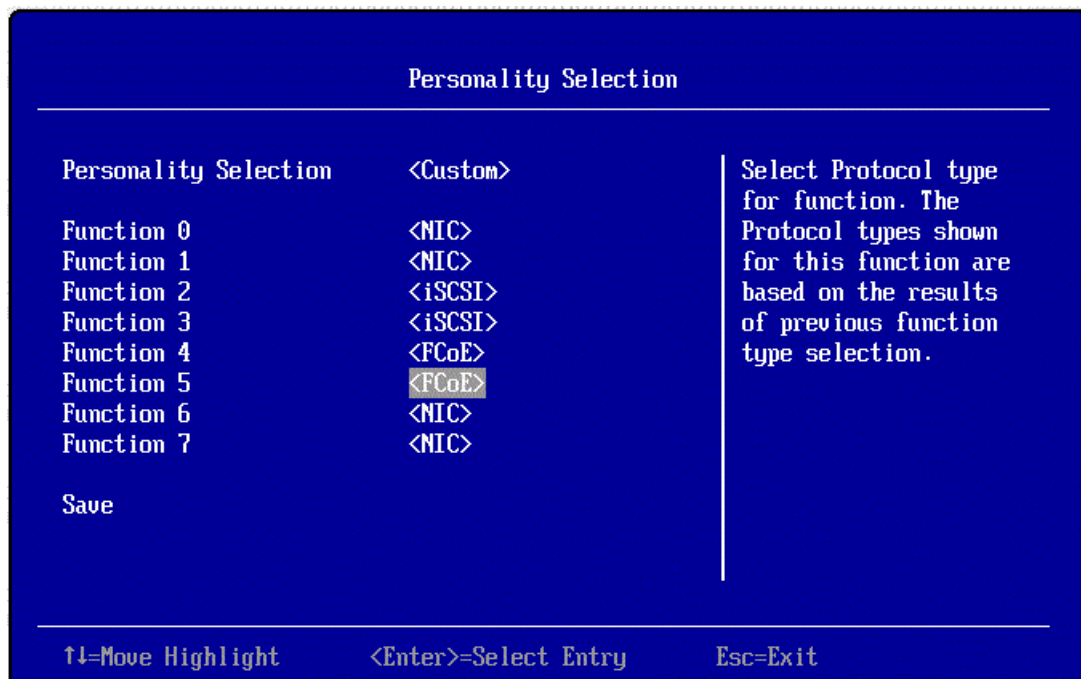 Personality Selection
Personality Selection <Custom> Select Protocol type
for function. The
Function 0 <NIC> Protocol types shown
Function 1 <NIC> for this function are
Function 2 <iSCSI> based on the results
Function 3 <iSCSI> of previous function
Function 4 <FCoE> type selection.
Function 5 <FCoE>
Function 6 <NIC>
Function 7 <NIC>
Save
↑↓=Move Highlight <Enter>=Select Entry Esc=Exit